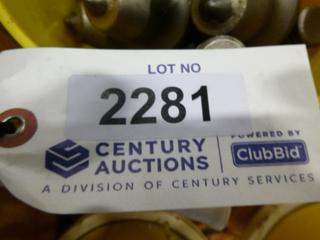 LOT NO
2281
CENTURY AUCTIONS
POWERED BY
ClubBid
A DIVISION OF CENTURY SERVICES